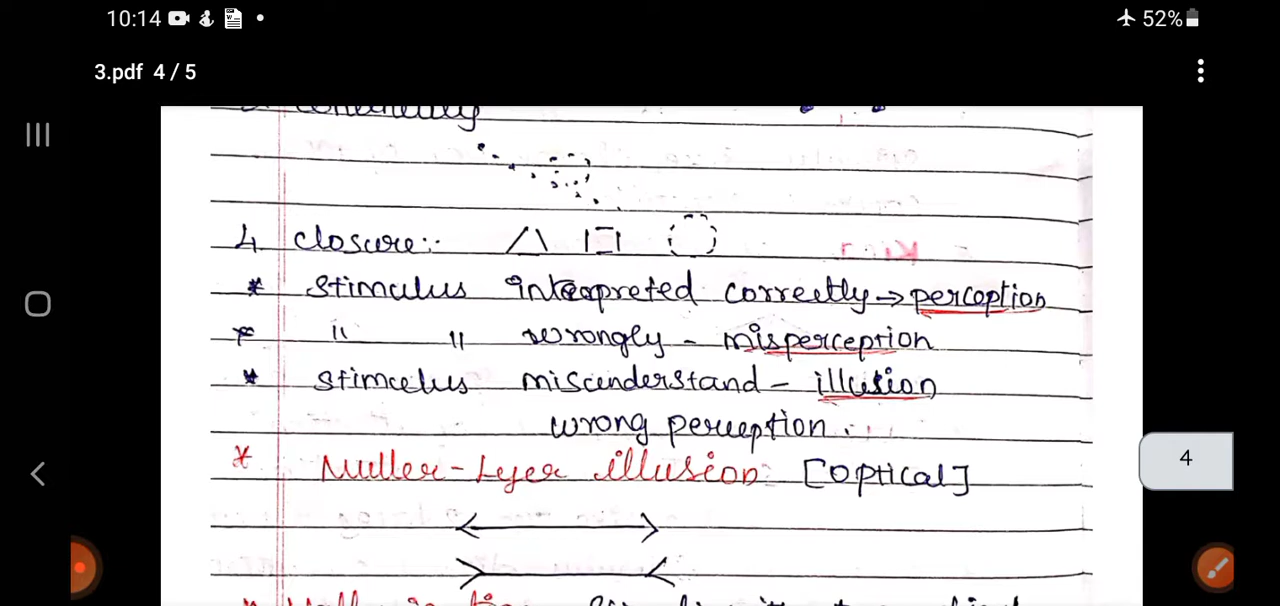 10:14
52%
3.pdf 4 / 5
4 closure:-
* stimulus interpreted correctly → perception
* " " wrongly - misperception
* stimulus misunderstand - illusion
wrong perception.
4
* Muller-Lyer illusion [optical]